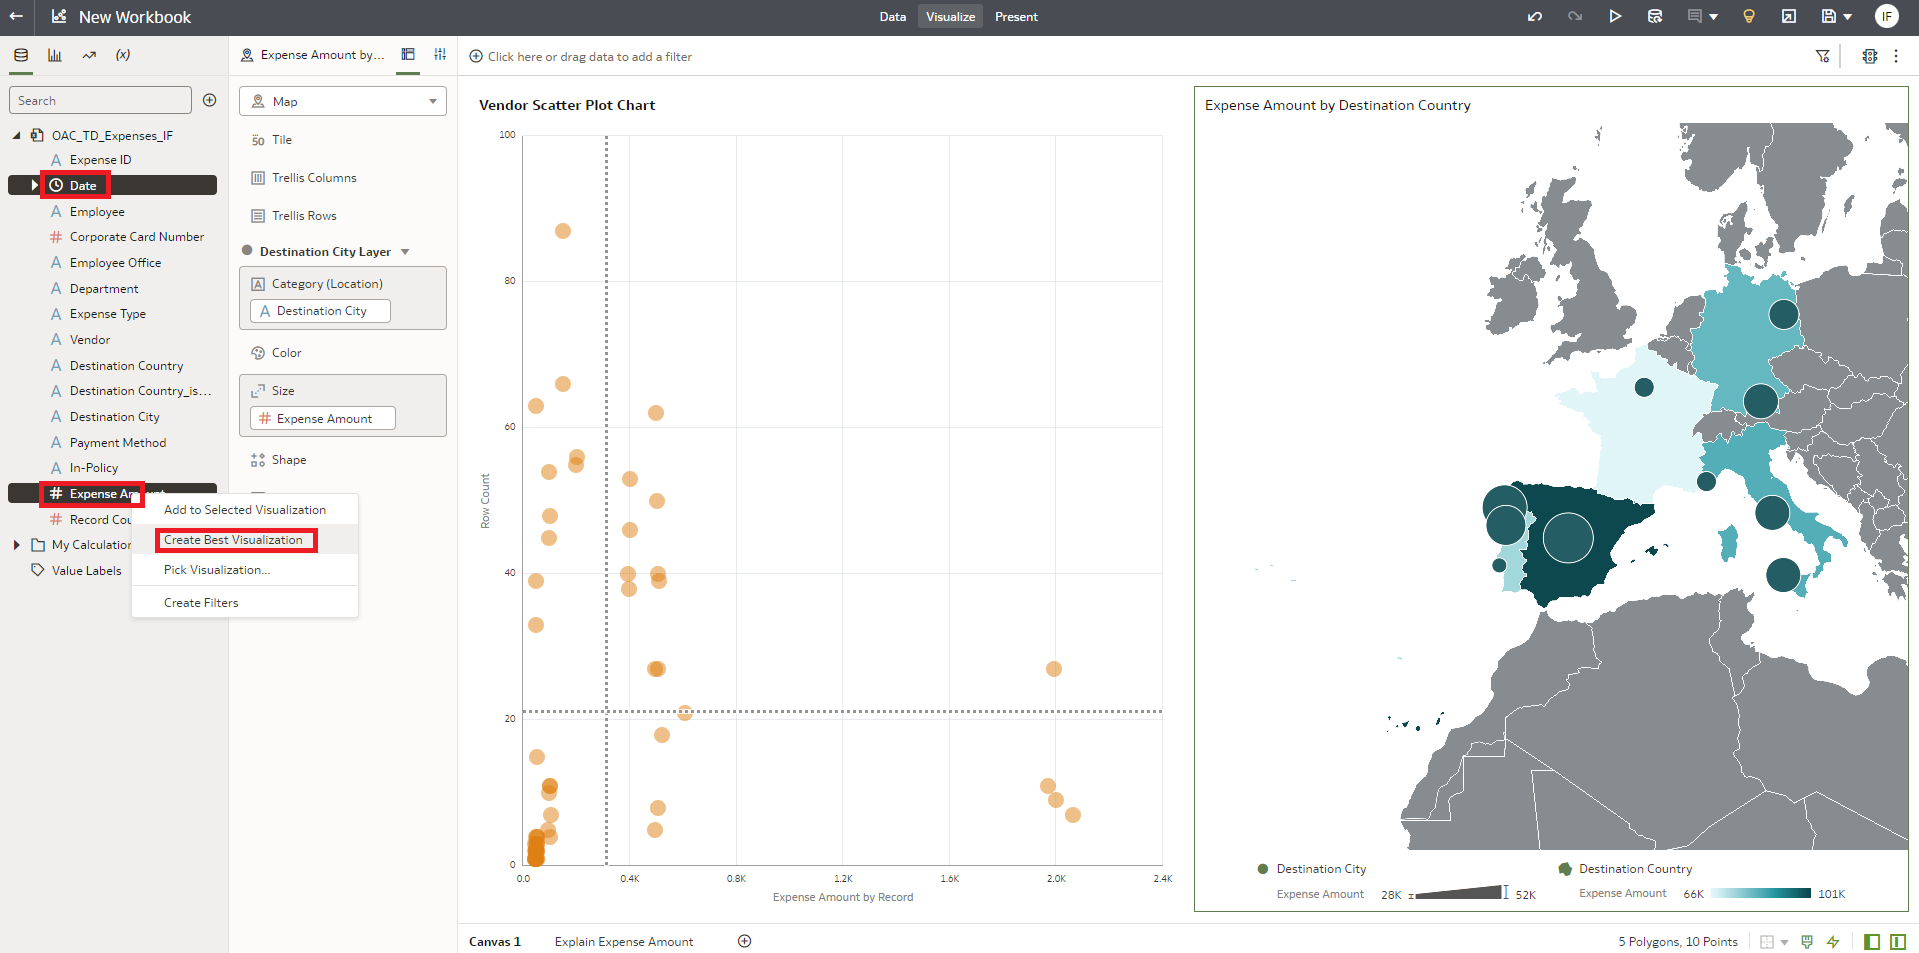 New Workbook
Data
Visualize
Present
IF
(x)
Expense Amount by...
Click here or drag data to add a filter
Search
OAC_TD_Expenses_IF
A Expense ID
Date
A Employee
# Corporate Card Number
A Employee Office
A Department
A Expense Type
A Vendor
A Destination Country
A Destination Country_is...
A Destination City
A Payment Method
A In-Policy
# Expense Amount
# Record Cou
My Calculation
Value Labels
Add to Selected Visualization
Create Best Visualization
Pick Visualization...
Create Filters
Map
50 Tile
Trellis Columns
Trellis Rows
Destination City Layer
A Category (Location)
A Destination City
Color
Size
# Expense Amount
Shape
Vendor Scatter Plot Chart
100
80
60
40
20
0
Row Count
0.0
0.4K
0.8K
1.2K
1.6K
2.0K
2.4K
Expense Amount by Record
Expense Amount by Destination Country
Destination City
Expense Amount 28K 52K
Destination Country
Expense Amount 66K 101K
Canvas 1
Explain Expense Amount
5 Polygons, 10 Points